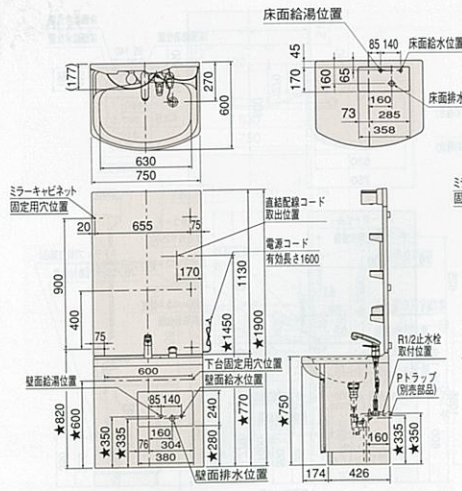 床面給湯位置
45
85 140
床面給水位置
170
160
65
160
床面排水
73
285
358
177
270
600
630
750
ミラーキャビネット
固定用穴位置
20
655
75
直結配線コード
取出位置
電源コード
有効長さ1600
170
900
400
75
1130
★1450
★1900
600
下台固定用穴位置
壁面給湯位置
壁面給水位置
85 140
240
160
76
304
380
★820
★600
★350
★335
★280
★770
壁面排水位置
R1/2止水栓
取付位置
Pトラップ
(別売部品)
★750
160
★335
★350
174
426